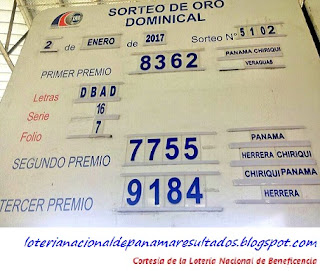 SORTEO DE ORO
DOMINICAL
2 de ENERO de 2017 Sorteo N° 5102
PRIMER PREMIO 8362 PANAMA CHIRIQUI
VERAGUAS
Letras DBAD
Serie 16
Folio 7
SEGUNDO PREMIO 7755 PANAMA
HERRERA CHIRIQUI
TERCER PREMIO 9184 CHIRIQUI PANAMA
HERRERA
loterianacionaldepanamaresultados.blogspot.com
Cortesía de la Lotería Nacional de Beneficencia